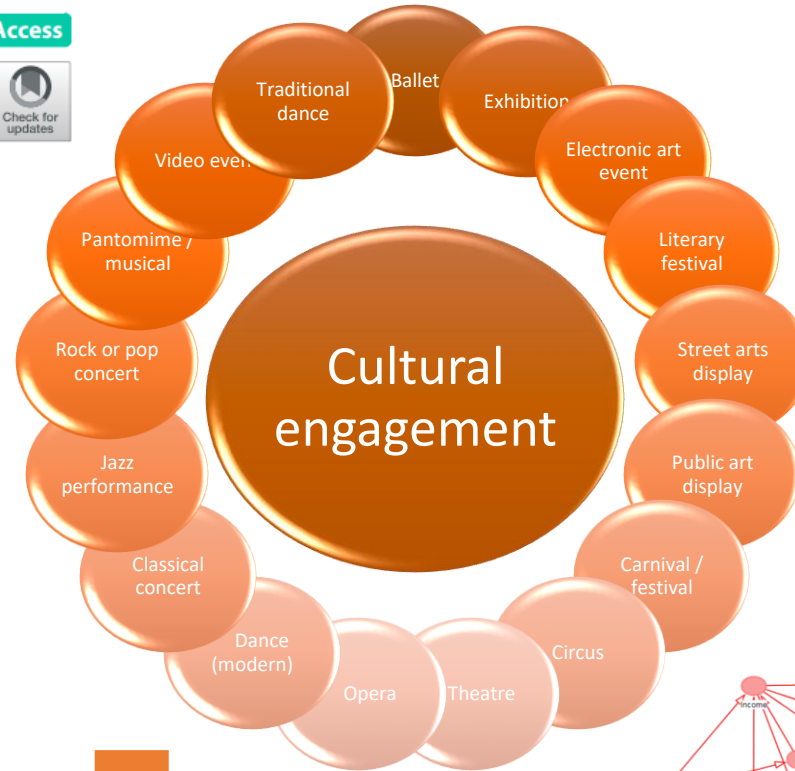 Access
Check for
updates
Ballet
Exhibition
Electronic art
event
Literary
festival
Street arts
display
Public art
display
Carnival /
festival
Circus
Theatre
Opera
Dance
(modern)
Classical
concert
Jazz
performance
Rock or pop
concert
Pantomime /
musical
Video even
Traditional
dance
Cultural
engagement
Income